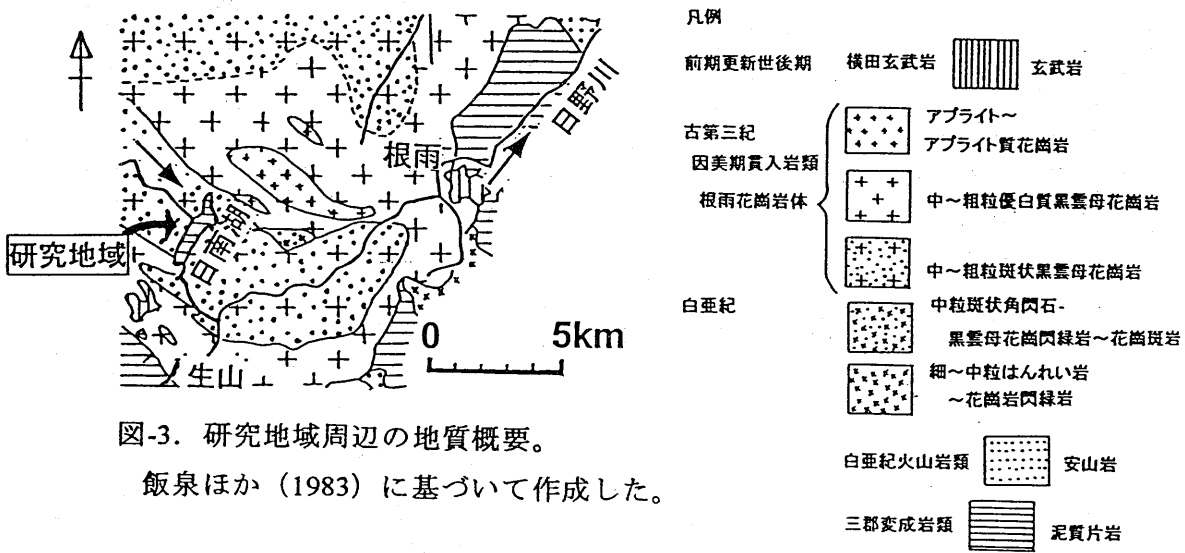 根雨
日野川
日南湖
研究地域
生山
0 5km
図-3. 研究地域周辺の地質概要。
飯泉ほか（1983）に基づいて作成した。
凡例
前期更新世後期 横田玄武岩 玄武岩
古第三紀
因美期貫入岩類
根雨花崗岩体
アプライト～
アプライト質花崗岩
中～粗粒優白質黒雲母花崗岩
中～粗粒斑状黒雲母花崗岩
白亜紀
中粒斑状角閃石-
黒雲母花崗閃緑岩～花崗斑岩
細～中粒はんれい岩
～花崗岩閃緑岩
白亜紀火山岩類 安山岩
三郡変成岩類 泥質片岩